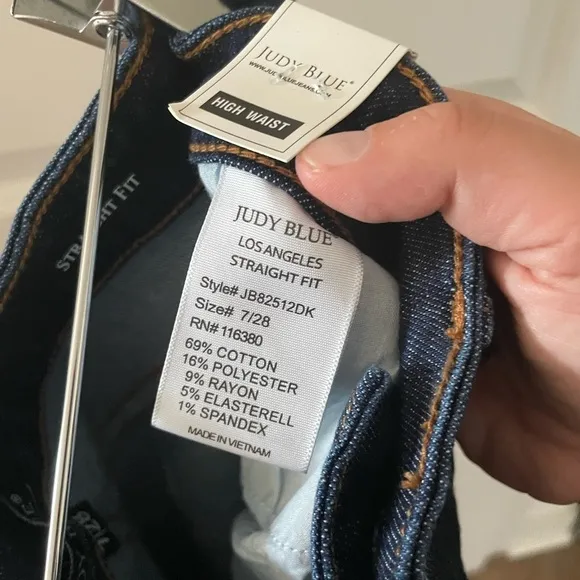 JUDY BLUE®
HIGH WAIST
STRAIGHT FIT
JUDY BLUE®
LOS ANGELES
STRAIGHT FIT
Style# JB82512DK
Size# 7/28
RN# 116380
69% COTTON
16% POLYESTER
9% RAYON
5% ELASTERELL
1% SPANDEX
MADE IN VIETNAM